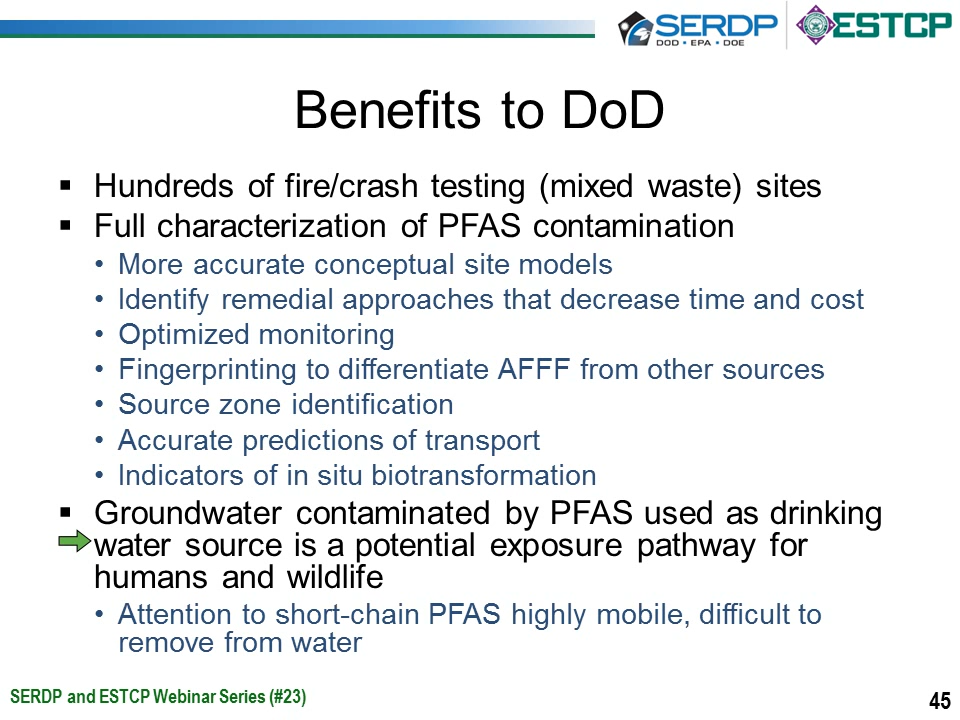 SERDP
DOD • EPA • DOE
ESTCP
Benefits to DoD
▪ Hundreds of fire/crash testing (mixed waste) sites
▪ Full characterization of PFAS contamination
• More accurate conceptual site models
• Identify remedial approaches that decrease time and cost
• Optimized monitoring
• Fingerprinting to differentiate AFFF from other sources
• Source zone identification
• Accurate predictions of transport
• Indicators of in situ biotransformation
▪ Groundwater contaminated by PFAS used as drinking
water source is a potential exposure pathway for
humans and wildlife
• Attention to short-chain PFAS highly mobile, difficult to
remove from water
SERDP and ESTCP Webinar Series (#23)
45